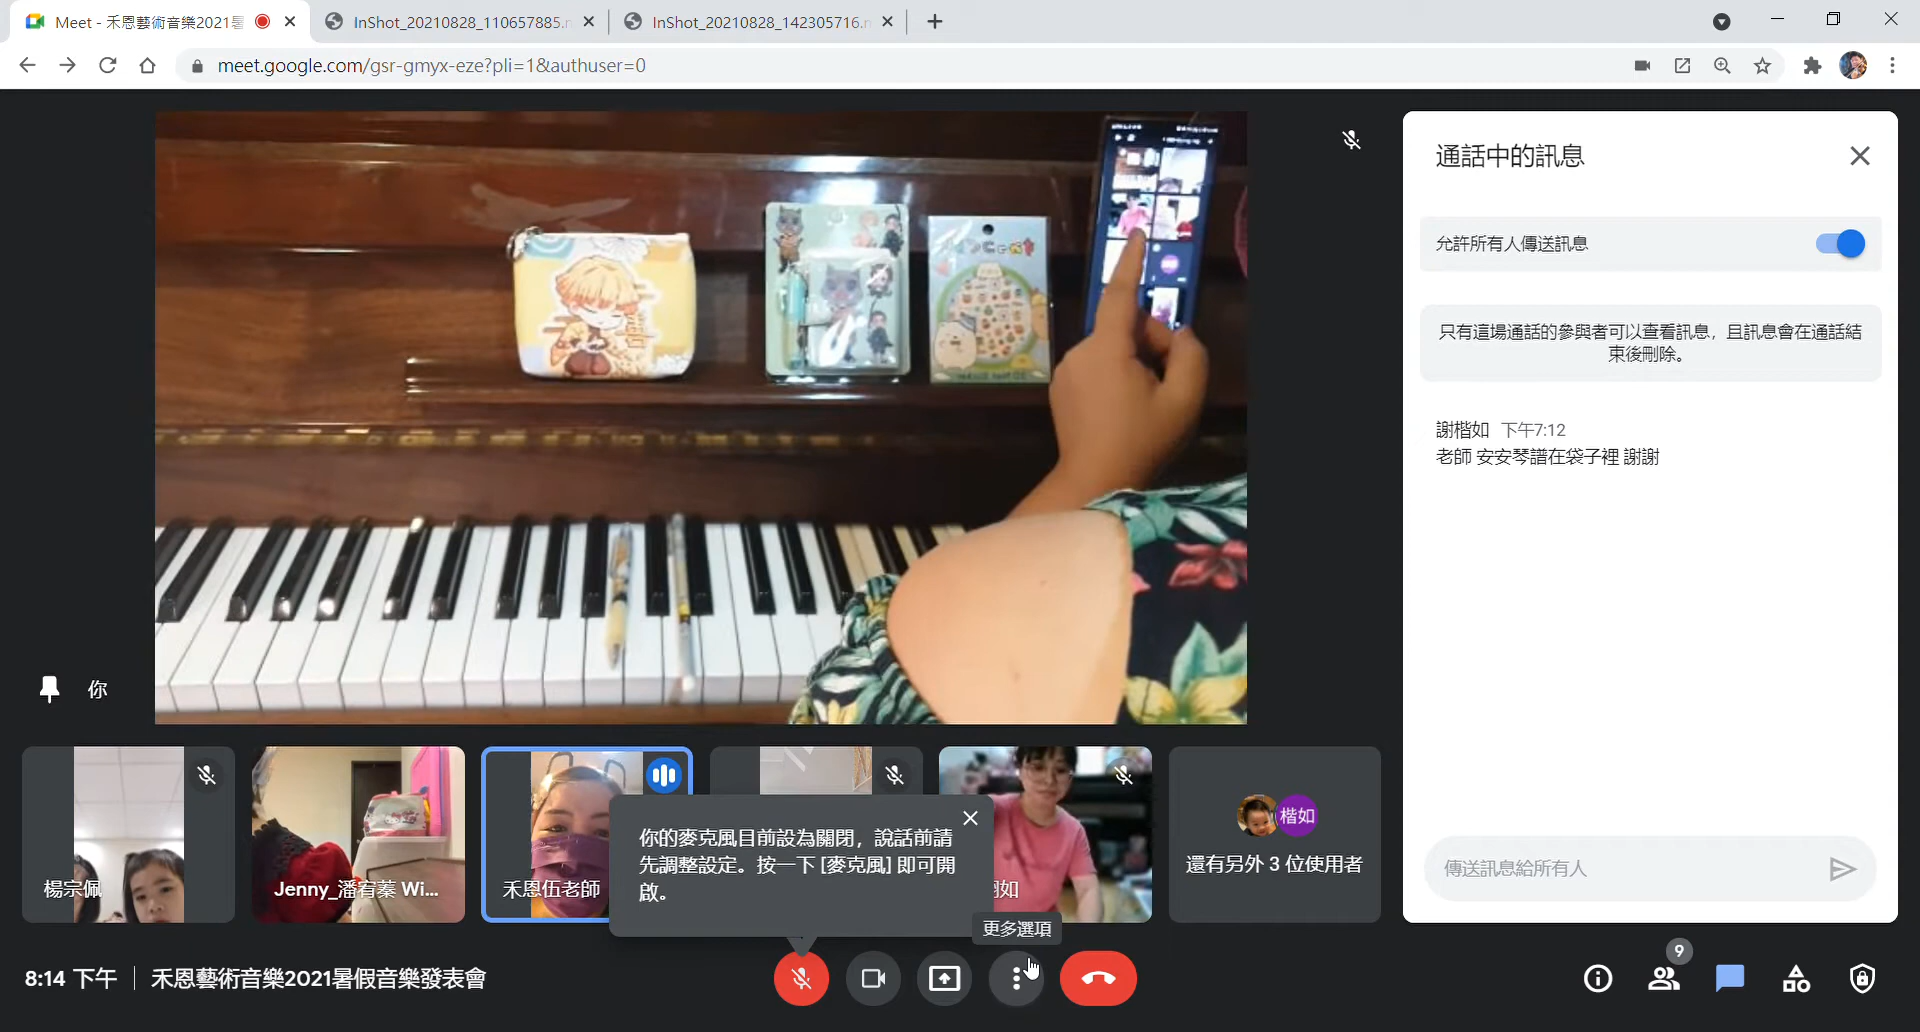 Meet - 禾恩藝術音樂2021暑
InShot_20210828_110657885.m
InShot_20210828_142305716.m
meet.google.com/gsr-gmyx-eze?pli=1&authuser=0
通話中的訊息
允許所有人傳送訊息
只有這場通話的參與者可以查看訊息，且訊息會在通話結
束後刪除。
謝楷如 下午7:12
老師 安安琴譜在袋子裡 謝謝
你
楊宗佩
Jenny_潘宥蓁 Wi...
禾恩伍老師
你的麥克風目前設為關閉，說話前請
先調整設定。按一下 [麥克風] 即可開
啟。
如
楷如
還有另外 3 位使用者
傳送訊息給所有人
更多選項
8:14 下午
禾恩藝術音樂2021暑假音樂發表會
9